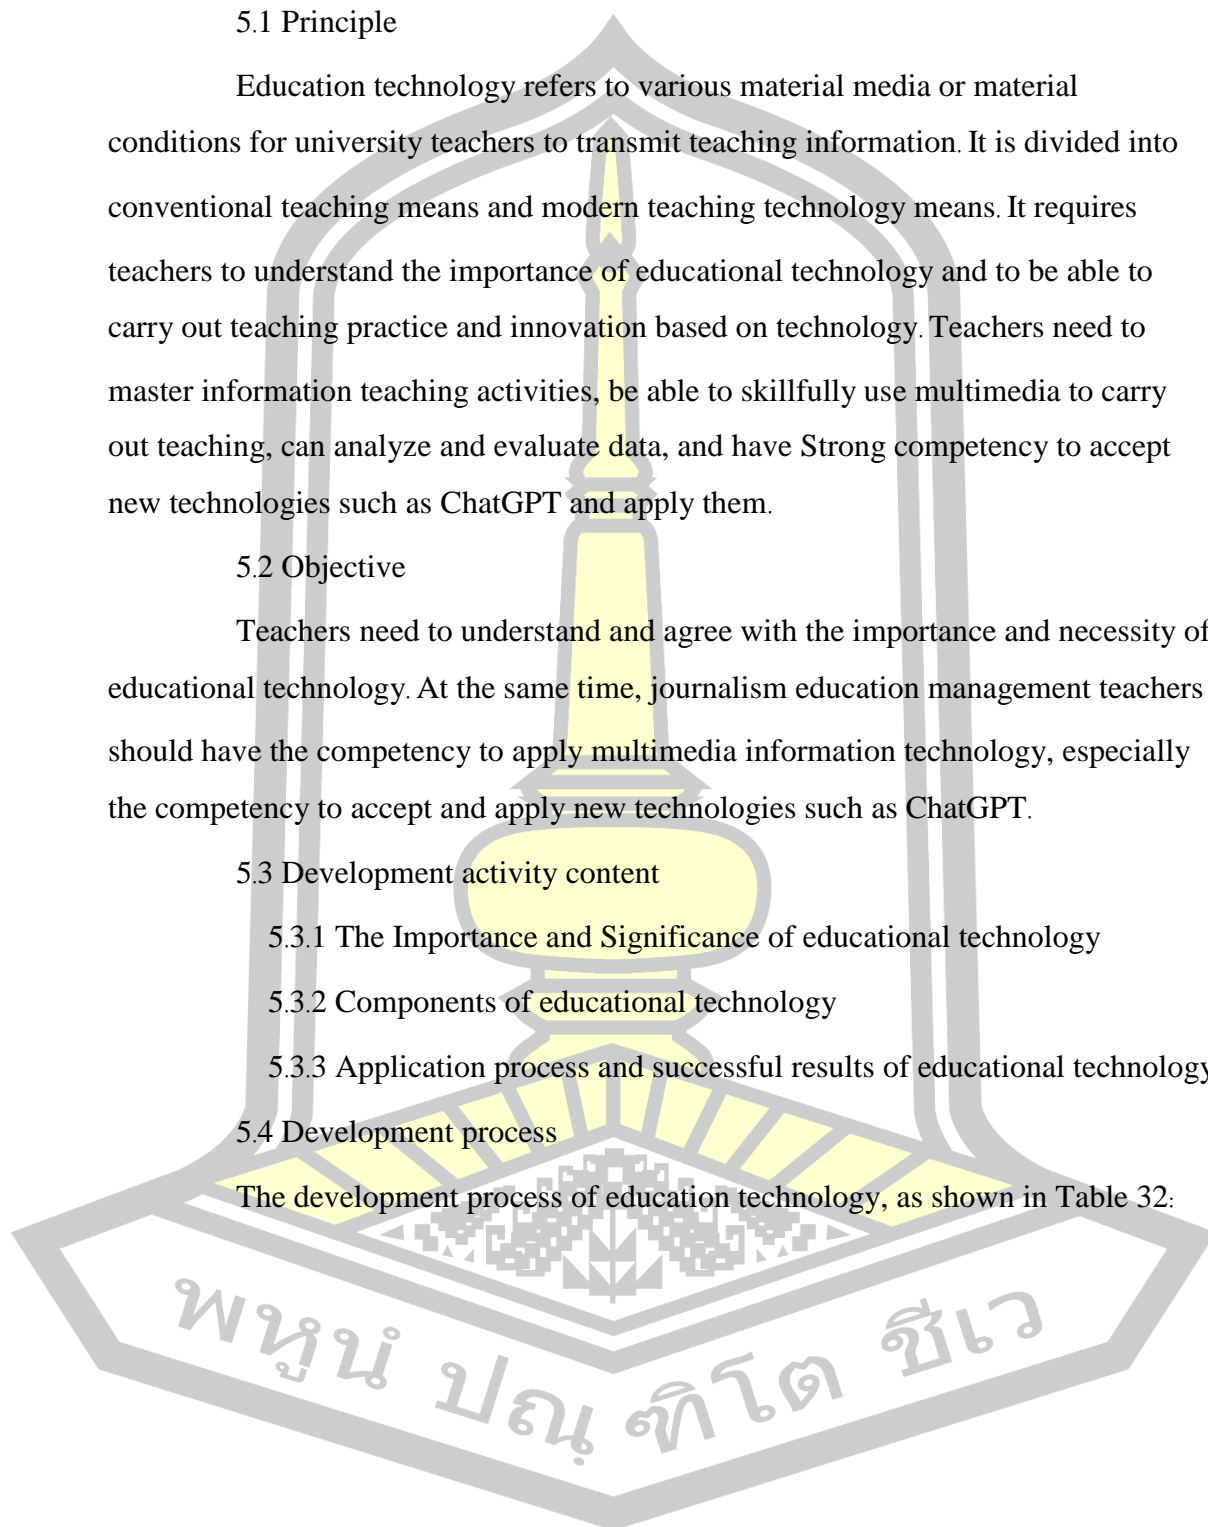 5.1 Principle
Education technology refers to various material media or material
conditions for university teachers to transmit teaching information. It is divided into
conventional teaching means and modern teaching technology means. It requires
teachers to understand the importance of educational technology and to be able to
carry out teaching practice and innovation based on technology. Teachers need to
master information teaching activities, be able to skillfully use multimedia to carry
out teaching, can analyze and evaluate data, and have Strong competency to accept
new technologies such as ChatGPT and apply them.
5.2 Objective
Teachers need to understand and agree with the importance and necessity of
educational technology. At the same time, journalism education management teachers
should have the competency to apply multimedia information technology, especially
the competency to accept and apply new technologies such as ChatGPT.
5.3 Development activity content
5.3.1 The Importance and Significance of educational technology
5.3.2 Components of educational technology
5.3.3 Application process and successful results of educational technology
5.4 Development process
The development process of education technology, as shown in Table 32:
พหูนํ ปณฺฑิโต ชีเว